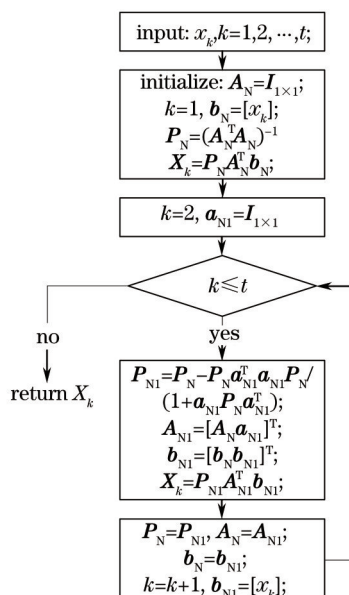 input: xₖ,k=1,2, ⋯,t;
initialize: A_N=I_{1×1};
k=1, b_N=[xₖ];
P_N=(A_N^T A_N)^{-1}
X_k=P_N A_N^T b_N;
k=2, a_{N1}=I_{1×1}
k≤t
no
yes
return X_k
P_{N1}=P_N−P_N a_{N1}^T a_{N1} P_N/
(1+a_{N1} P_N a_{N1}^T);
A_{N1}=[A_N a_{N1}]^T;
b_{N1}=[b_N b_{N1}]^T;
X_k=P_{N1} A_{N1}^T b_{N1};
P_N=P_{N1}, A_N=A_{N1};
b_N=b_{N1};
k=k+1, b_{N1}=[xₖ];